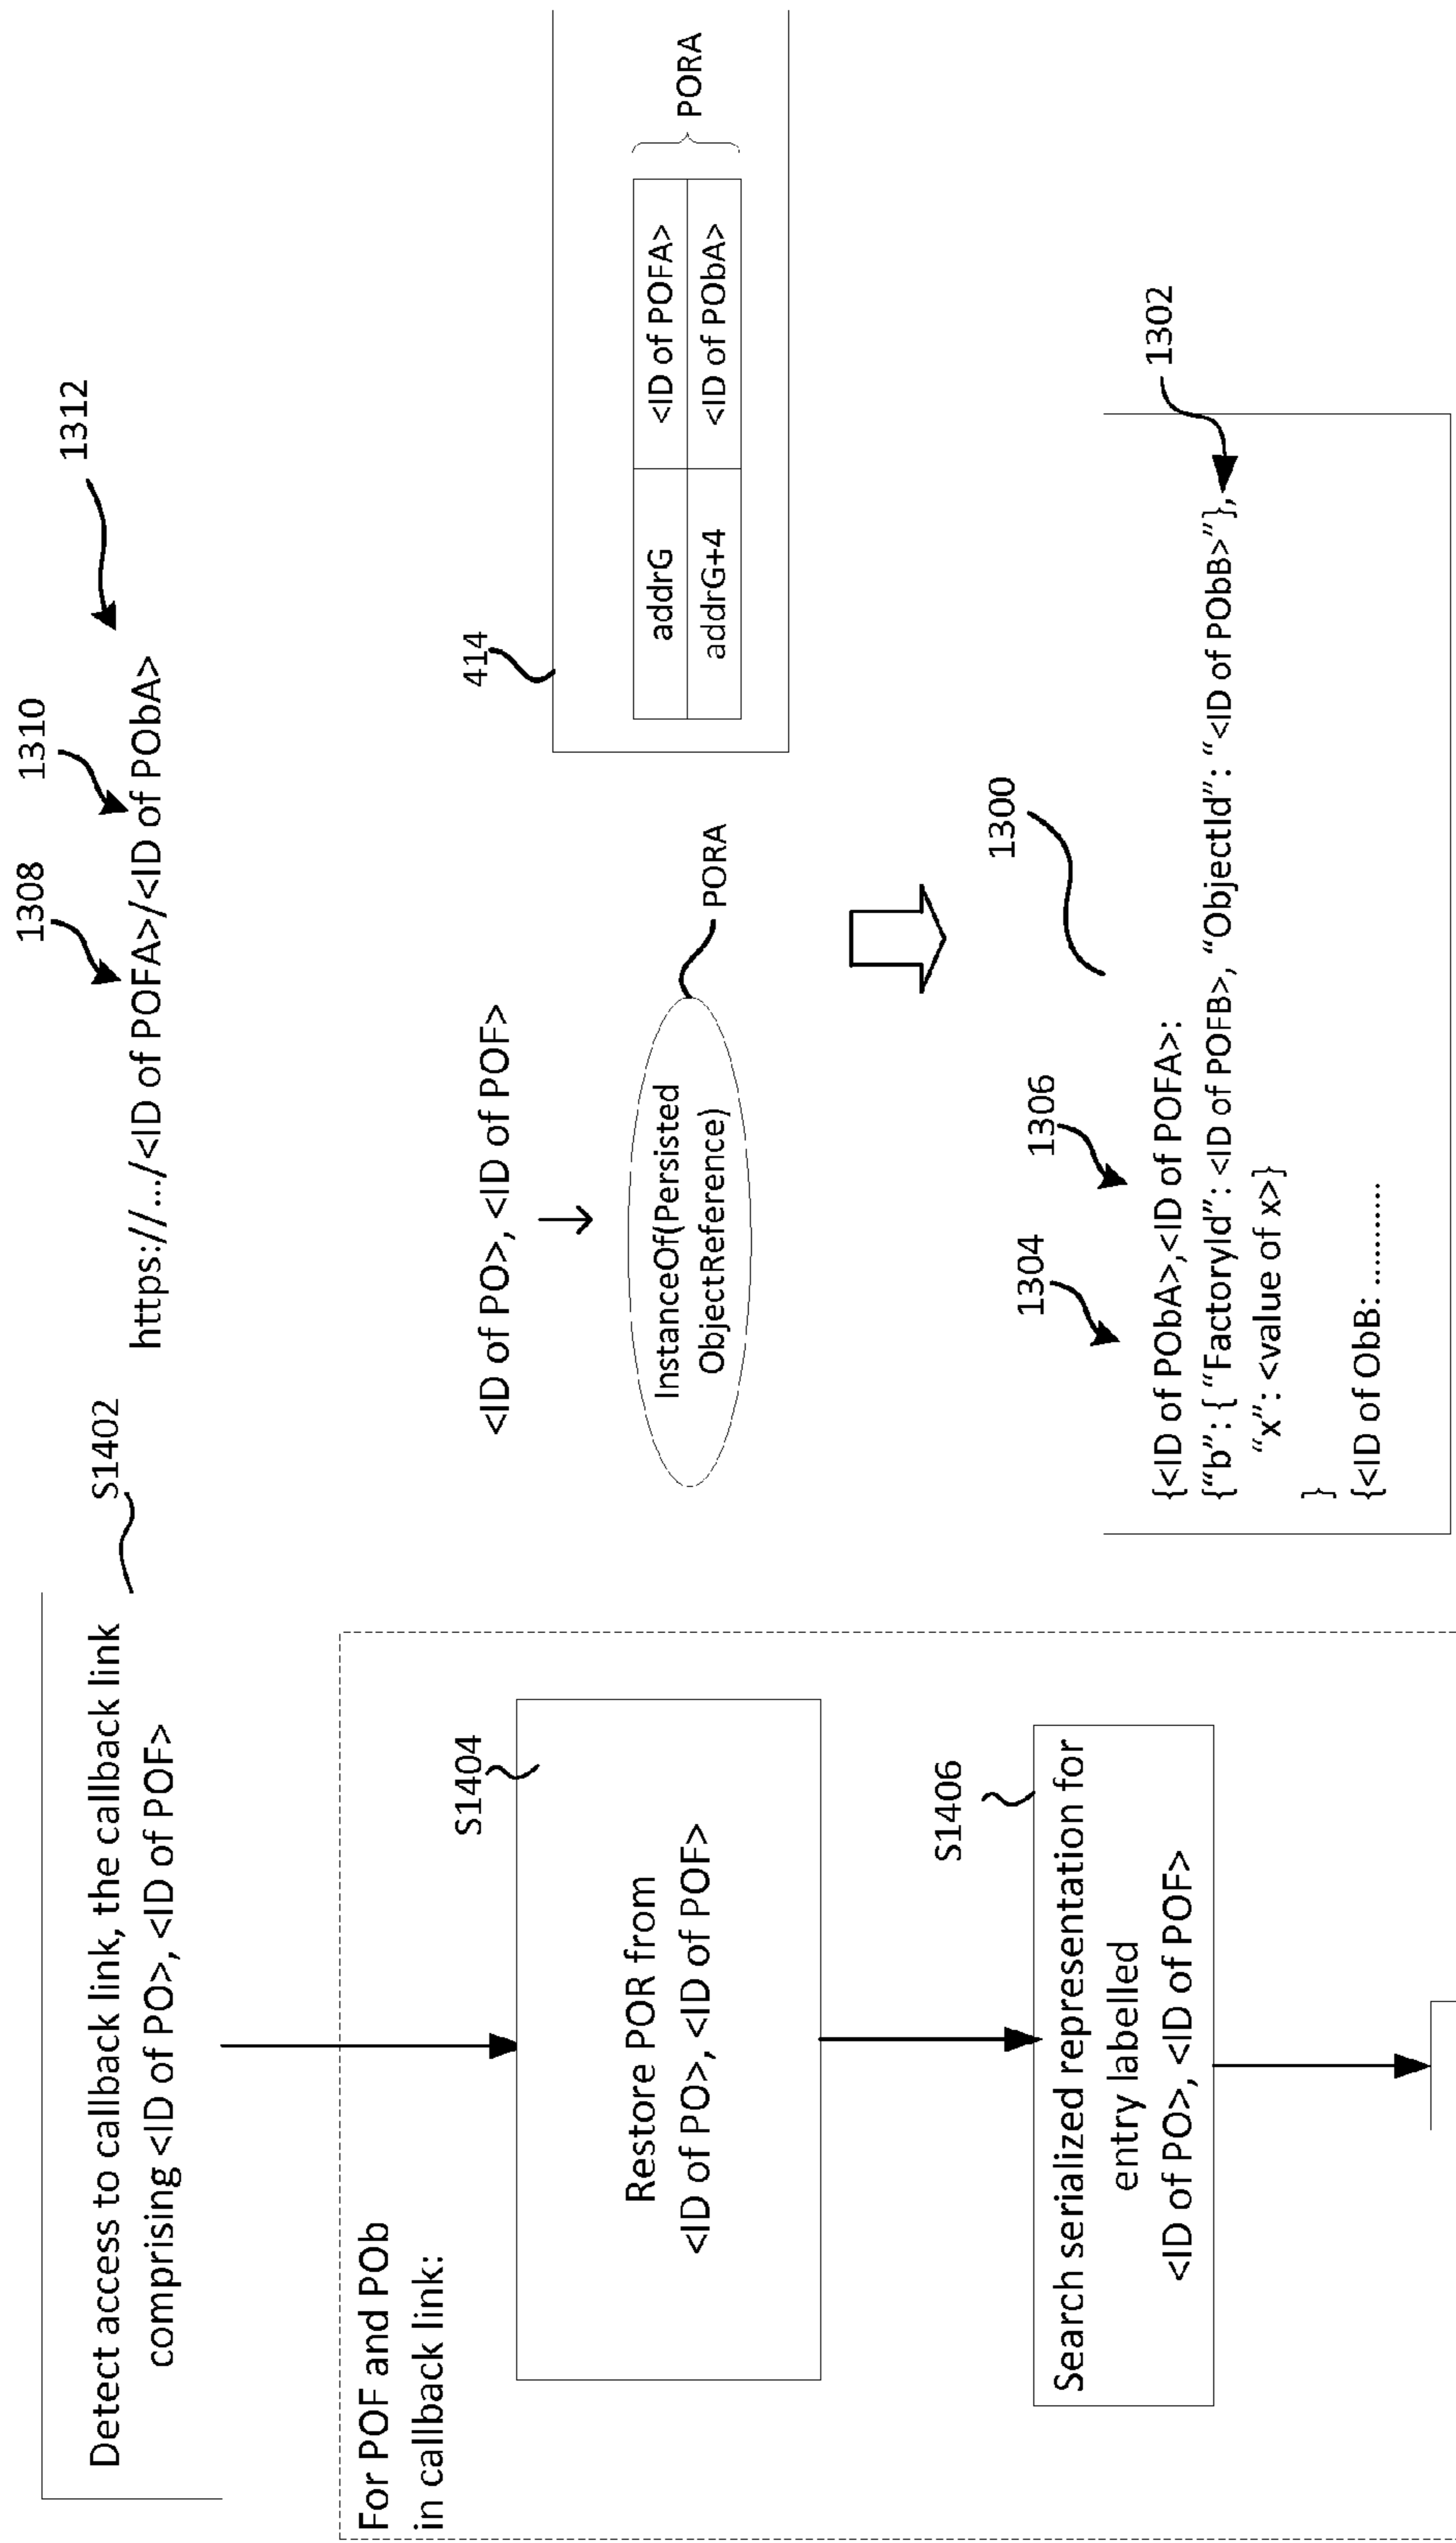 Detect access to callback link, the callback link
comprising <ID of PO>, <ID of POF>
S1402
For POF and POb
in callback link:
S1404
Restore POR from
<ID of PO>, <ID of POF>
S1406
Search serialized representation for
entry labelled
<ID of PO>, <ID of POF>
1308
1310
1312
https://.../<ID of POFA>/<ID of PObA>
<ID of PO>, <ID of POF>
InstanceOf(Persisted
ObjectReference)
PORA
414
addrG <ID of POFA>
addrG+4 <ID of PObA>
PORA
1304
1306
1300
1302
{<ID of PObA>,<ID of POFA>:
{“b”: { “FactoryId”: <ID of POFB>, “ObjectId”: “<ID of PObB>”},
“x”: <value of x>}
}
{<ID of ObB: ............